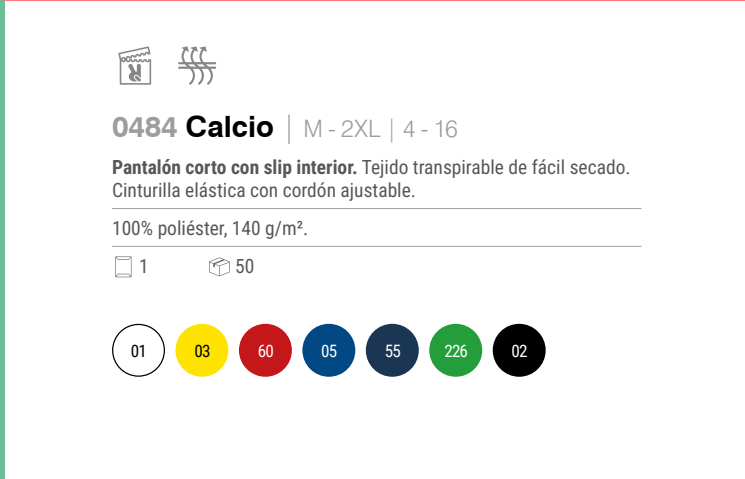 0484 Calcio | M - 2XL | 4 - 16
Pantalón corto con slip interior. Tejido transpirable de fácil secado.
Cinturilla elástica con cordón ajustable.
100% poliéster, 140 g/m².
1 50
01 03 60 05 55 226 02